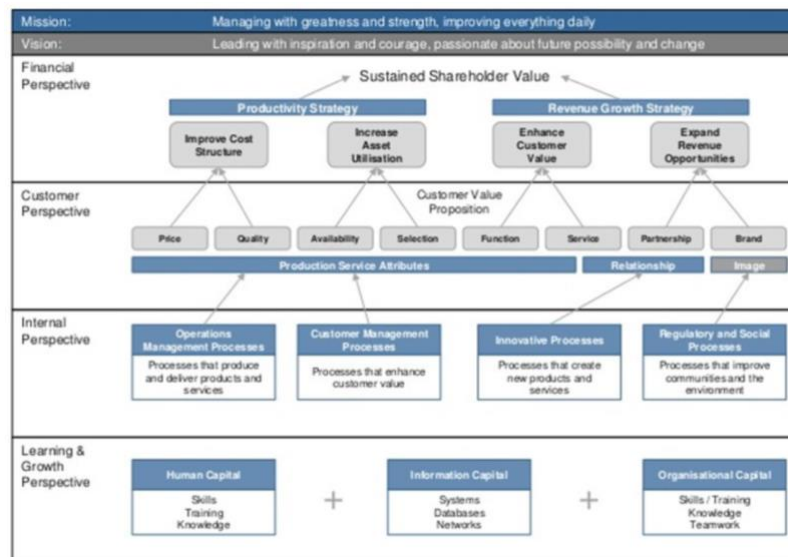 Mission: Managing with greatness and strength, improving everything daily
Vision: Leading with inspiration and courage, passionate about future possibility and change
Financial
Perspective
Sustained Shareholder Value
Productivity Strategy
Revenue Growth Strategy
Improve Cost
Structure
Increase
Asset
Utilisation
Enhance
Customer
Value
Expand
Revenue
Opportunities
Customer
Perspective
Customer Value
Proposition
Price
Quality
Availability
Selection
Function
Service
Partnership
Brand
Production Service Attributes
Relationship
Image
Internal
Perspective
Operations
Management Processes
Processes that produce
and deliver products and
services
Customer Management
Processes
Processes that enhance
customer value
Innovative Processes
Processes that create
new products and
services
Regulatory and Social
Processes
Processes that improve
communities and the
environment
Learning &
Growth
Perspective
Human Capital
Skills
Training
Knowledge
+
Information Capital
Systems
Databases
Networks
+
Organisational Capital
Skills / Training
Knowledge
Teamwork